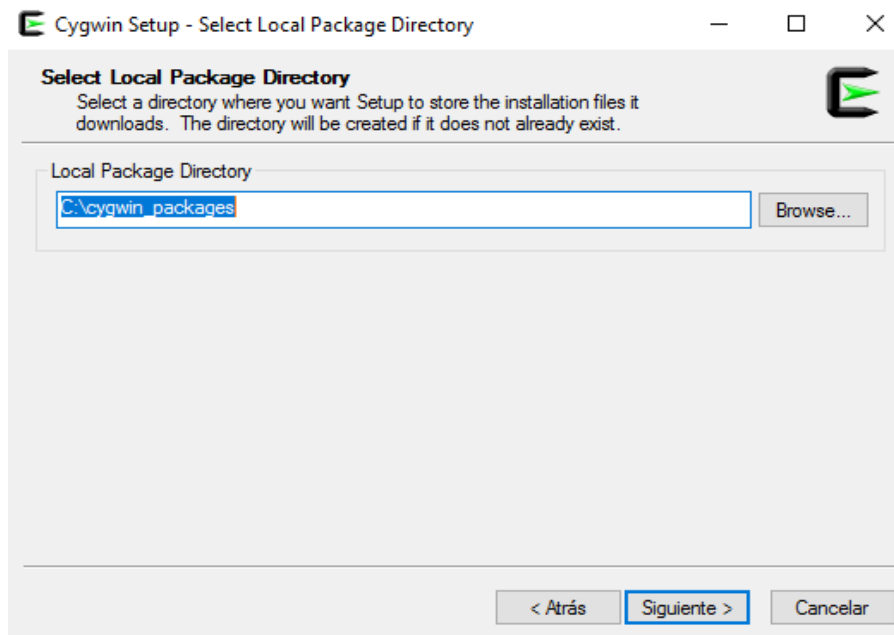 Cygwin Setup - Select Local Package Directory
Select Local Package Directory
Select a directory where you want Setup to store the installation files it
downloads. The directory will be created if it does not already exist.
Local Package Directory
C:\cygwin_packages
Browse...
< Atrás
Siguiente >
Cancelar